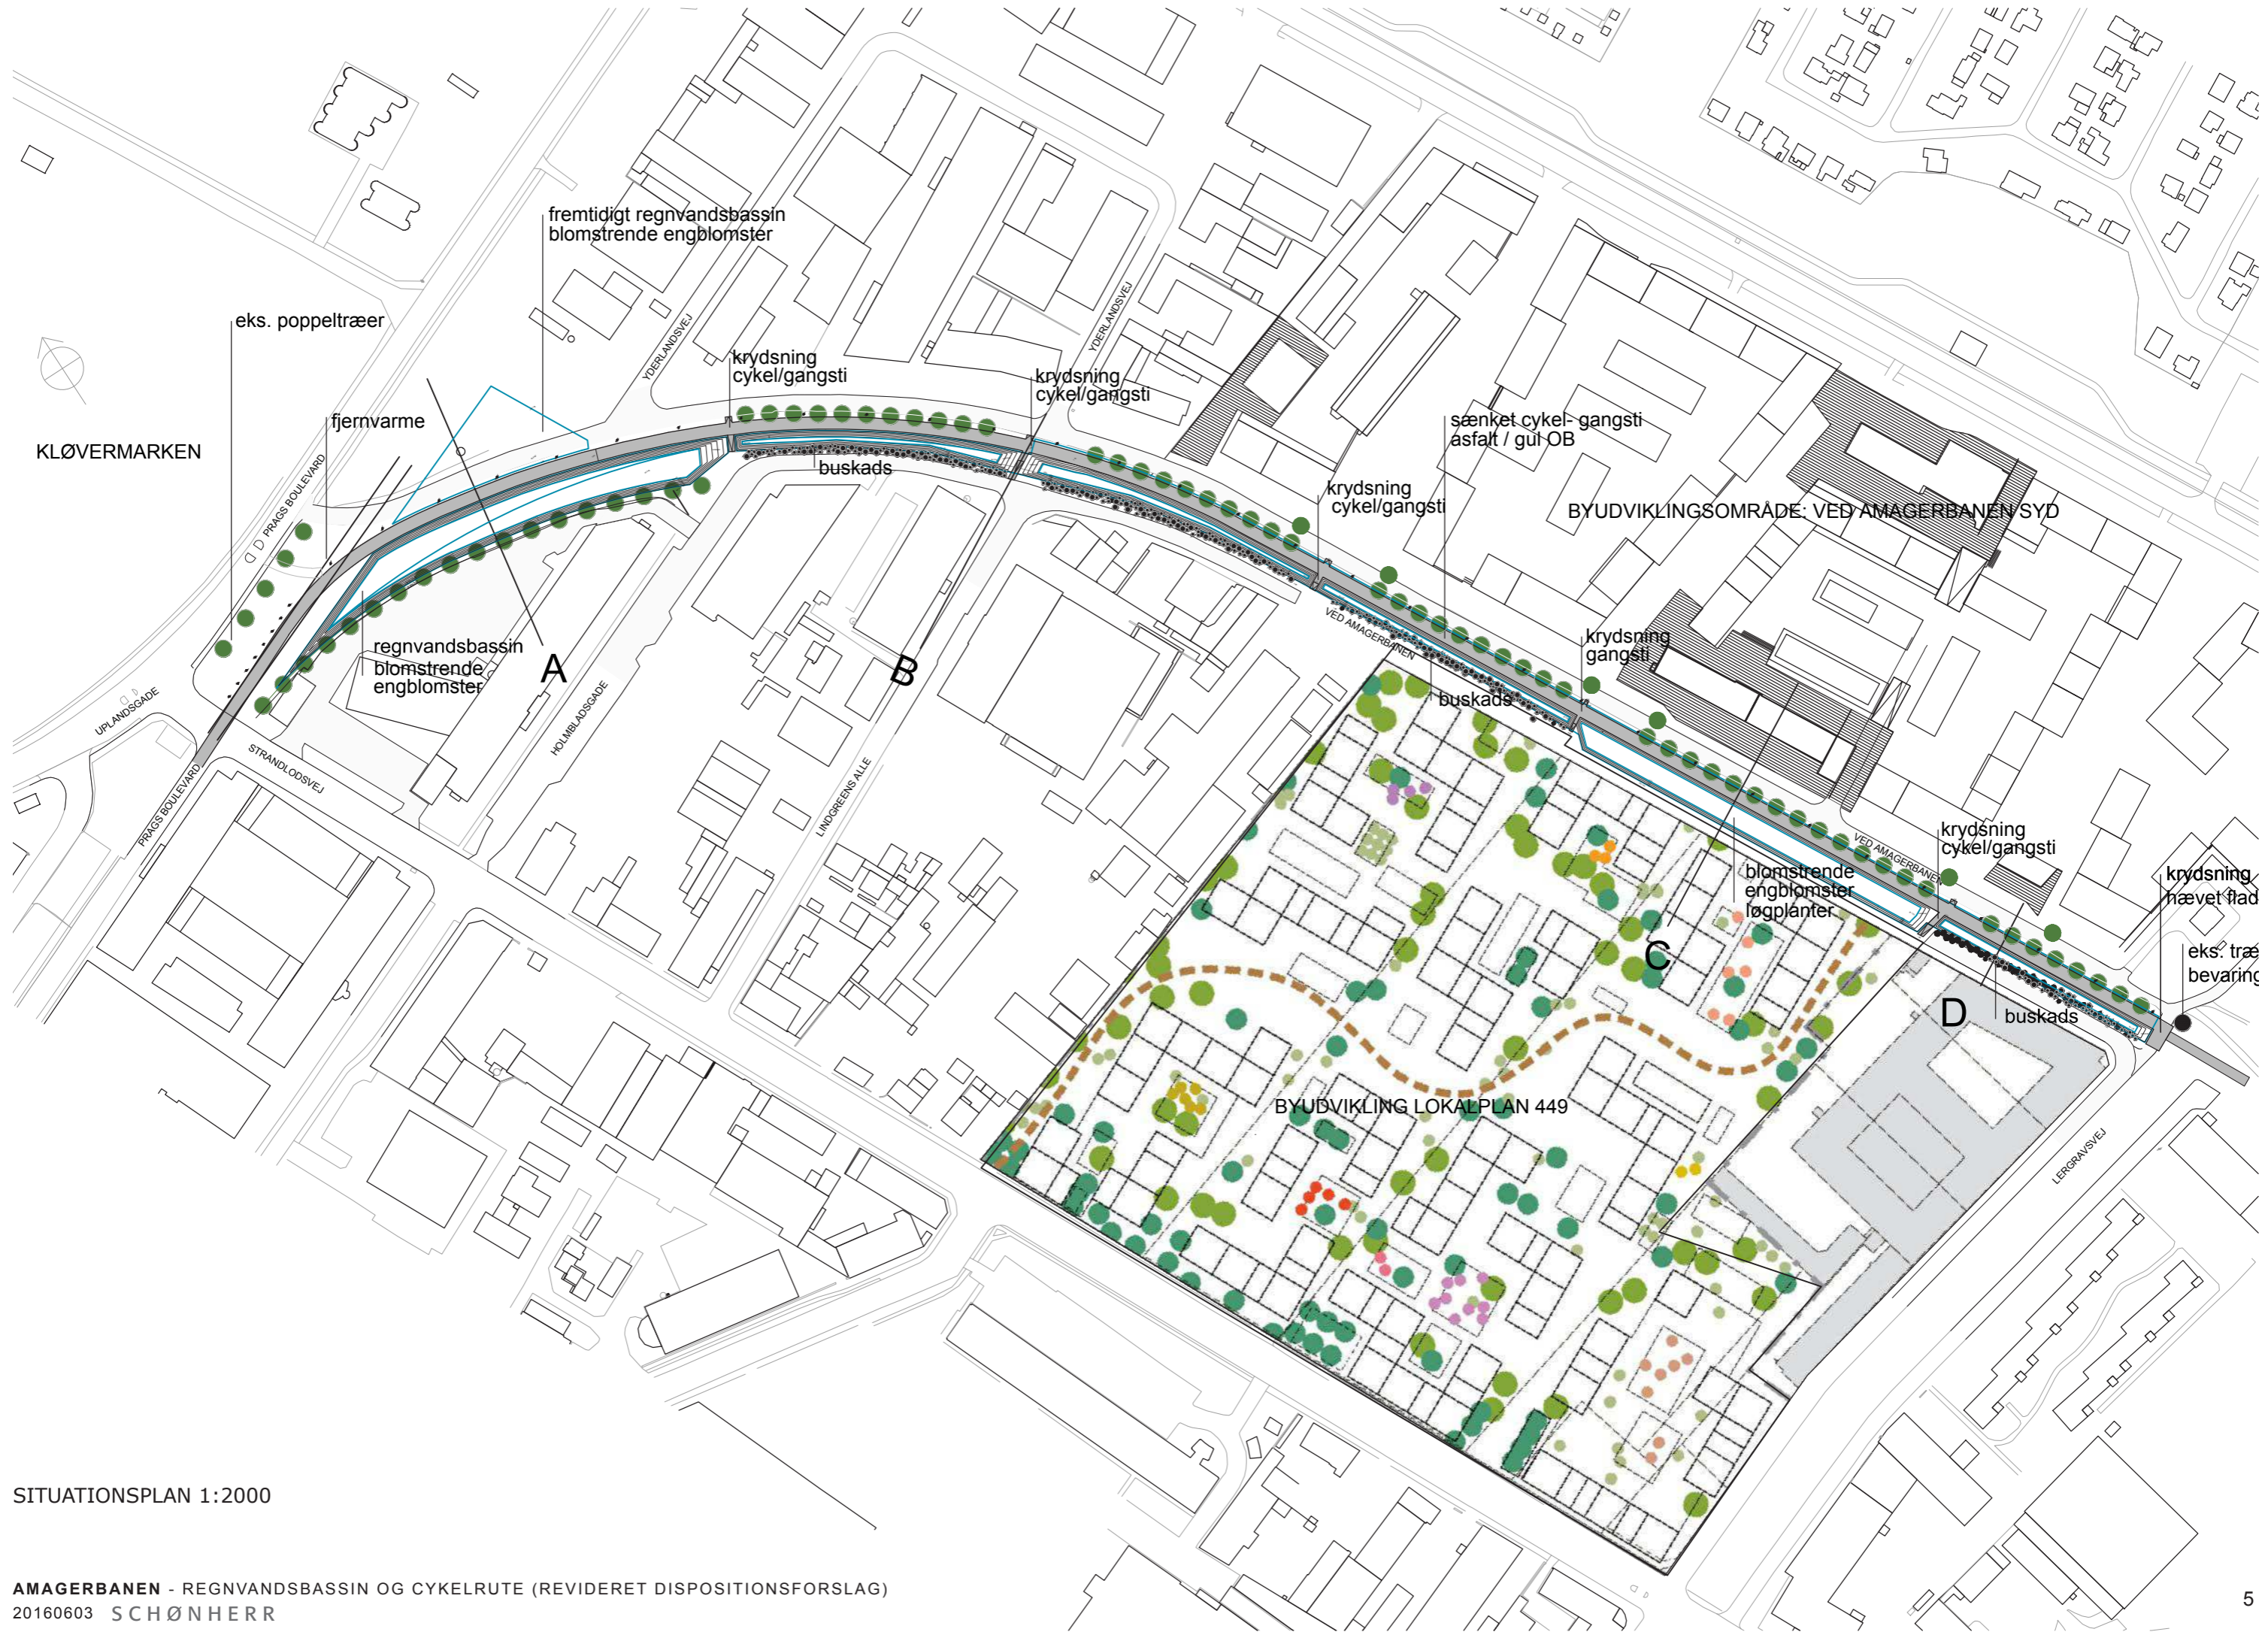 fremtidigt regnvandsbassin
blomstrende engblomster
eks. poppeltræer
fjernvarme
KLØVERMARKEN
PRAGS BOULEVARD
YDERLANDSVEJ
YDERLANDSVEJ
krydsning
cykel/gangsti
krydsning
cykel/gangsti
buskads
sænket cykel- gangsti
asfalt / gul OB
krydsning
cykel/gangsti
BYUDVIKLINGSOMRÅDE: VED AMAGERBANEN SYD
regnvandsbassin
blomstrende
engblomster
A
B
VED AMAGERBANEN
krydsning
gangsti
buskads
UPLANDSGADE
STRANDLODSVEJ
PRAGS BOULEVARD
HOLMBLADSGADE
LINDGREENS ALLE
VED AMAGERBANEN
krydsning
cykel/gangsti
blomstrende
engblomster
løgplanter
krydsning
hævet flad
eks. træ
bevaring
C
D
buskads
BYUDVIKLING LOKALPLAN 449
LERGRAVSVEJ
SITUATIONSPLAN 1:2000
AMAGERBANEN - REGNVANDSBASSIN OG CYKELRUTE (REVIDERET DISPOSITIONSFORSLAG)
20160603 SCHØNHERR
5